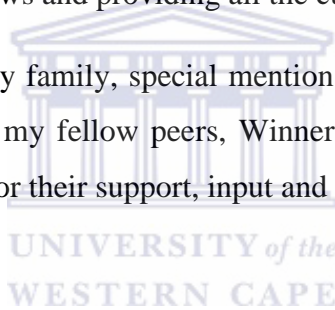 ws and providing all the
y family, special mention
my fellow peers, Winner
or their support, input and
UNIVERSITY of the
WESTERN CAPE